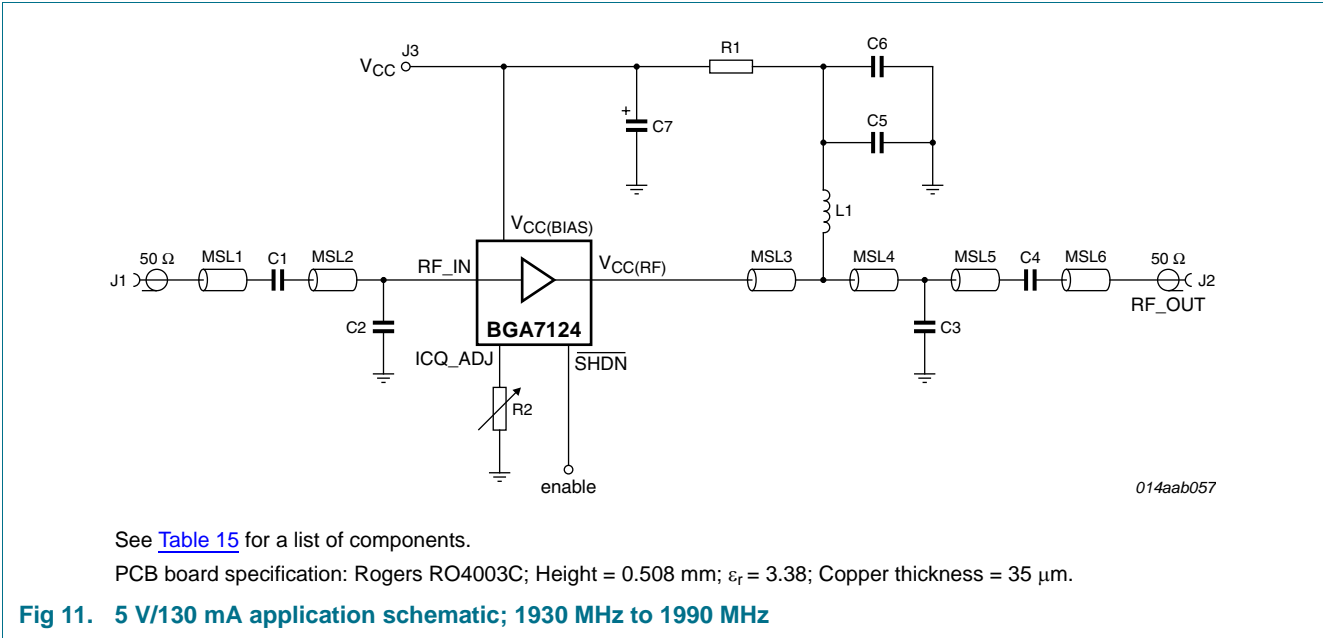 J3
VCC
R1
C6
+
C7
C5
L1
VCC(BIAS)
50 Ω
MSL1
C1
MSL2
RF_IN
VCC(RF)
MSL3
MSL4
MSL5
C4
MSL6
50 Ω
J1
J2
RF_OUT
C2
BGA7124
C3
ICQ_ADJ
SHDN
R2
enable
014aab057
See Table 15 for a list of components.
PCB board specification: Rogers RO4003C; Height = 0.508 mm; εr = 3.38; Copper thickness = 35 μm.
Fig 11. 5 V/130 mA application schematic; 1930 MHz to 1990 MHz